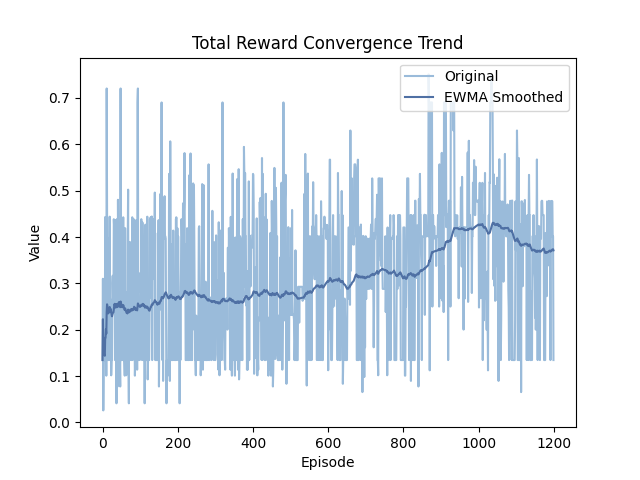 Total Reward Convergence Trend
Original
EWMA Smoothed
Value
0.7
0.6
0.5
0.4
0.3
0.2
0.1
0.0
0 200 400 600 800 1000 1200
Episode